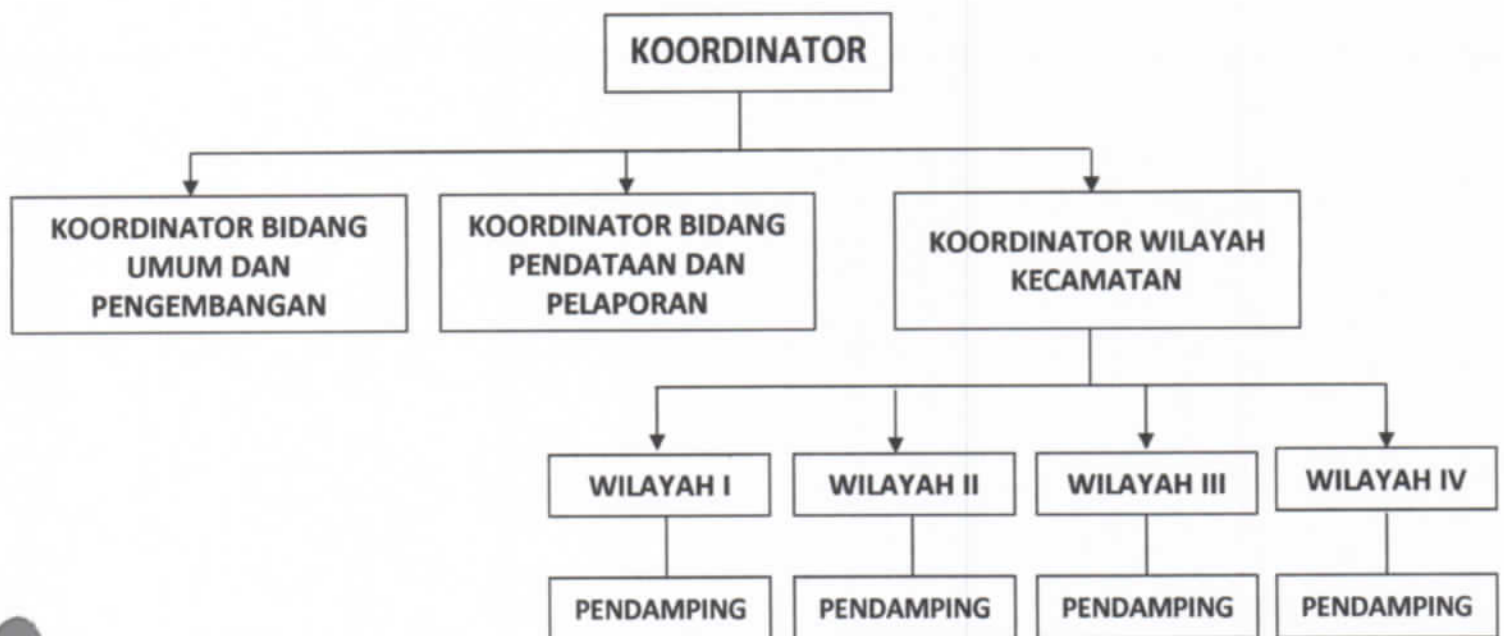 KOORDINATOR
KOORDINATOR BIDANG
UMUM DAN
PENGEMBANGAN
KOORDINATOR BIDANG
PENDATAAN DAN
PELAPORAN
KOORDINATOR WILAYAH
KECAMATAN
WILAYAH I
WILAYAH II
WILAYAH III
WILAYAH IV
PENDAMPING
PENDAMPING
PENDAMPING
PENDAMPING